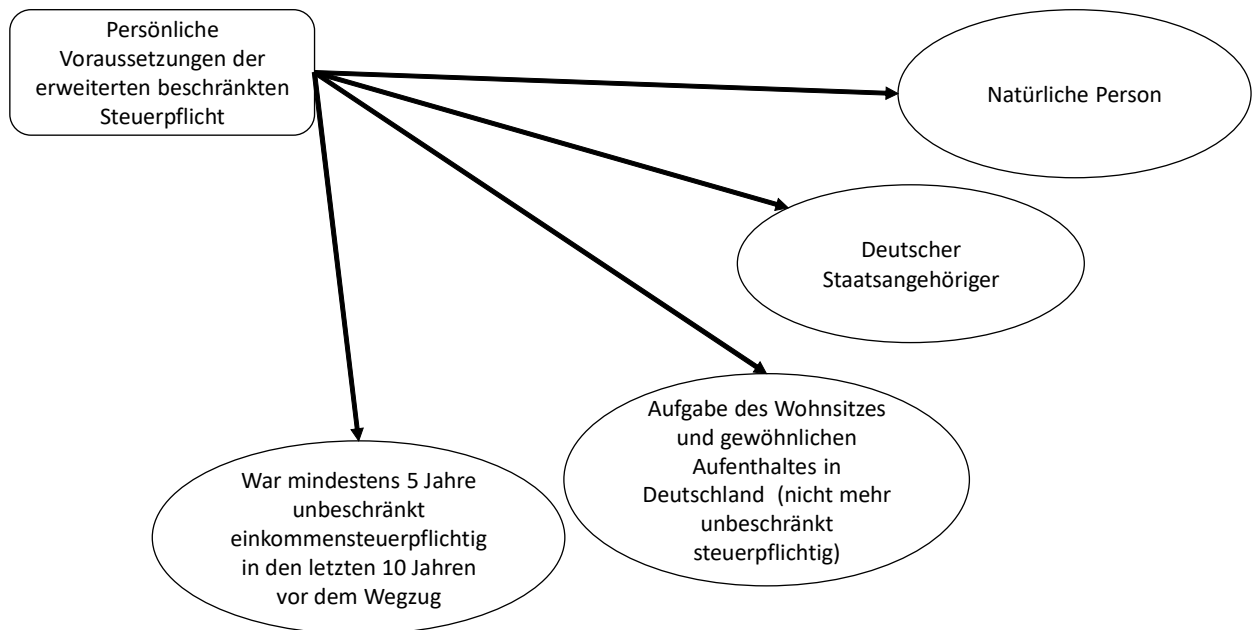 Persönliche
Voraussetzungen der
erweiterten beschränkten
Steuerpflicht
Natürliche Person
Deutscher
Staatsangehöriger
Aufgabe des Wohnsitzes
und gewöhnlichen
Aufenthaltes in
Deutschland (nicht mehr
unbeschränkt
steuerpflichtig)
War mindestens 5 Jahre
unbeschränkt
einkommensteuerpflichtig
in den letzten 10 Jahren
vor dem Wegzug